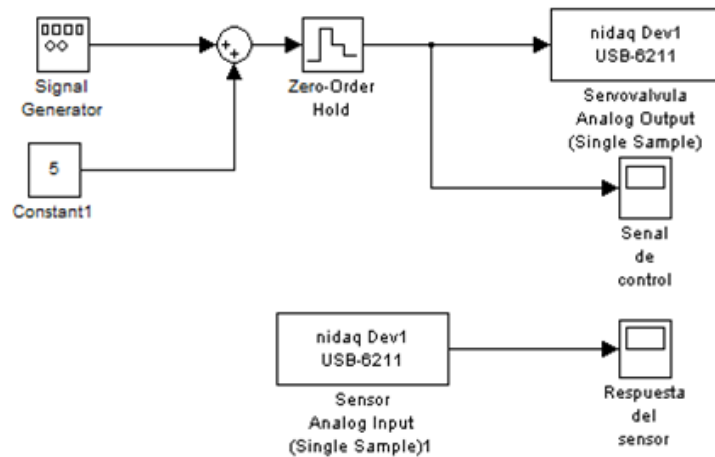 nidaq Dev1
USB-6211
Signal
Generator
Zero-Order
Hold
Servovalvula
Analog Output
(Single Sample)
5
Constant1
Senal
de
control
nidaq Dev1
USB-6211
Sensor
Analog Input
(Single Sample)1
Respuesta
del
sensor